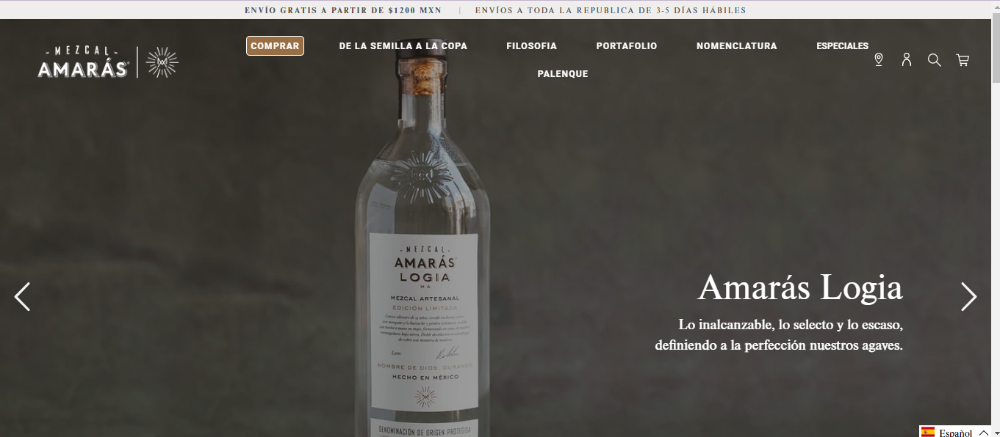 ENVÍO GRATIS A PARTIR DE $1200 MXN | ENVÍOS A TODA LA REPUBLICA DE 3-5 DÍAS HÁBILES
- MEZCAL -
AMARÁS
COMPRAR DE LA SEMILLA A LA COPA FILOSOFIA PORTAFOLIO NOMENCLATURA ESPECIALES
PALENQUE
- MEZCAL -
AMARÁS
LOGIA
MA
MEZCAL ARTESANAL
EDICIÓN LIMITADA
Lote:
NOMBRE DE DIOS, DURANGO
HECHO EN MÉXICO
DENOMINACIÓN DE ORIGEN PROTEGIDA
Amarás Logia
Lo inalcanzable, lo selecto y lo escaso,
definiendo a la perfección nuestros agaves.
Español